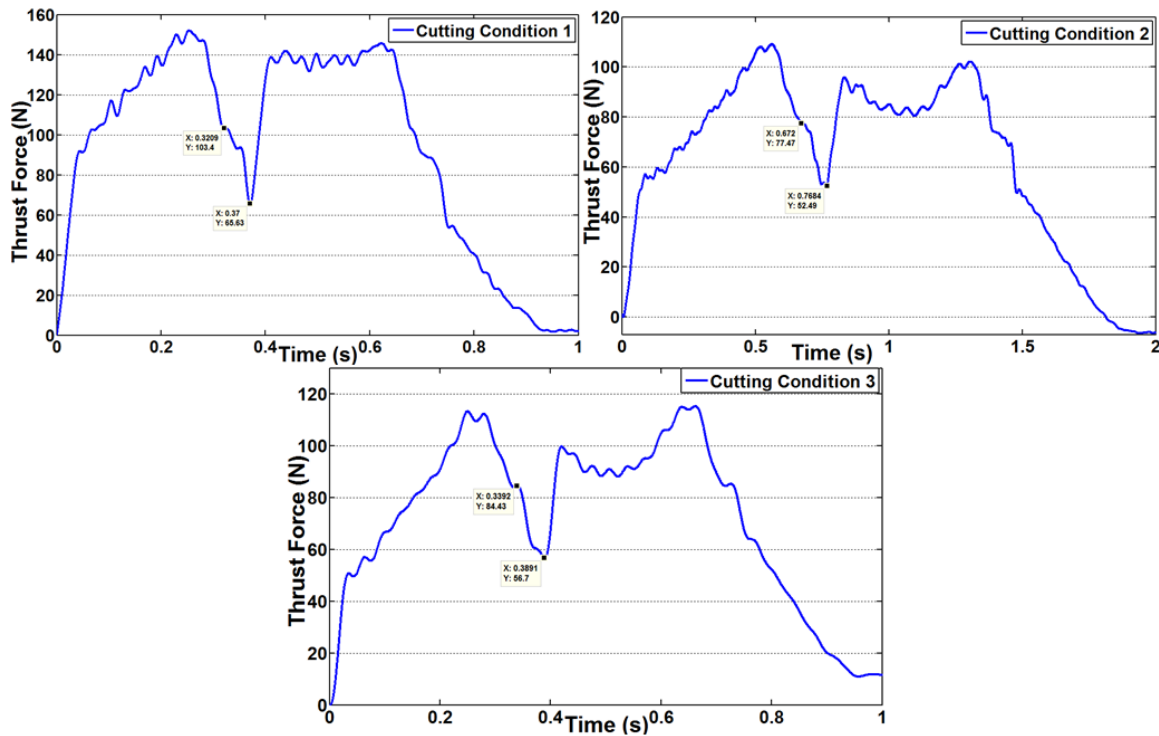 Cutting Condition 1
Thrust Force (N)
160
140
120
100
80
60
40
20
0
X: 0.3209
Y: 103.4
X: 0.37
Y: 65.63
0 0.2 0.4 0.6 0.8 1
Time (s)
Cutting Condition 2
Thrust Force (N)
120
100
80
60
40
20
0
X: 0.672
Y: 77.47
X: 0.7684
Y: 52.49
0 0.5 1 1.5 2
Time (s)
Cutting Condition 3
Thrust Force (N)
120
100
80
60
40
20
0
X: 0.3392
Y: 84.43
X: 0.3891
Y: 56.7
0 0.2 0.4 0.6 0.8 1
Time (s)